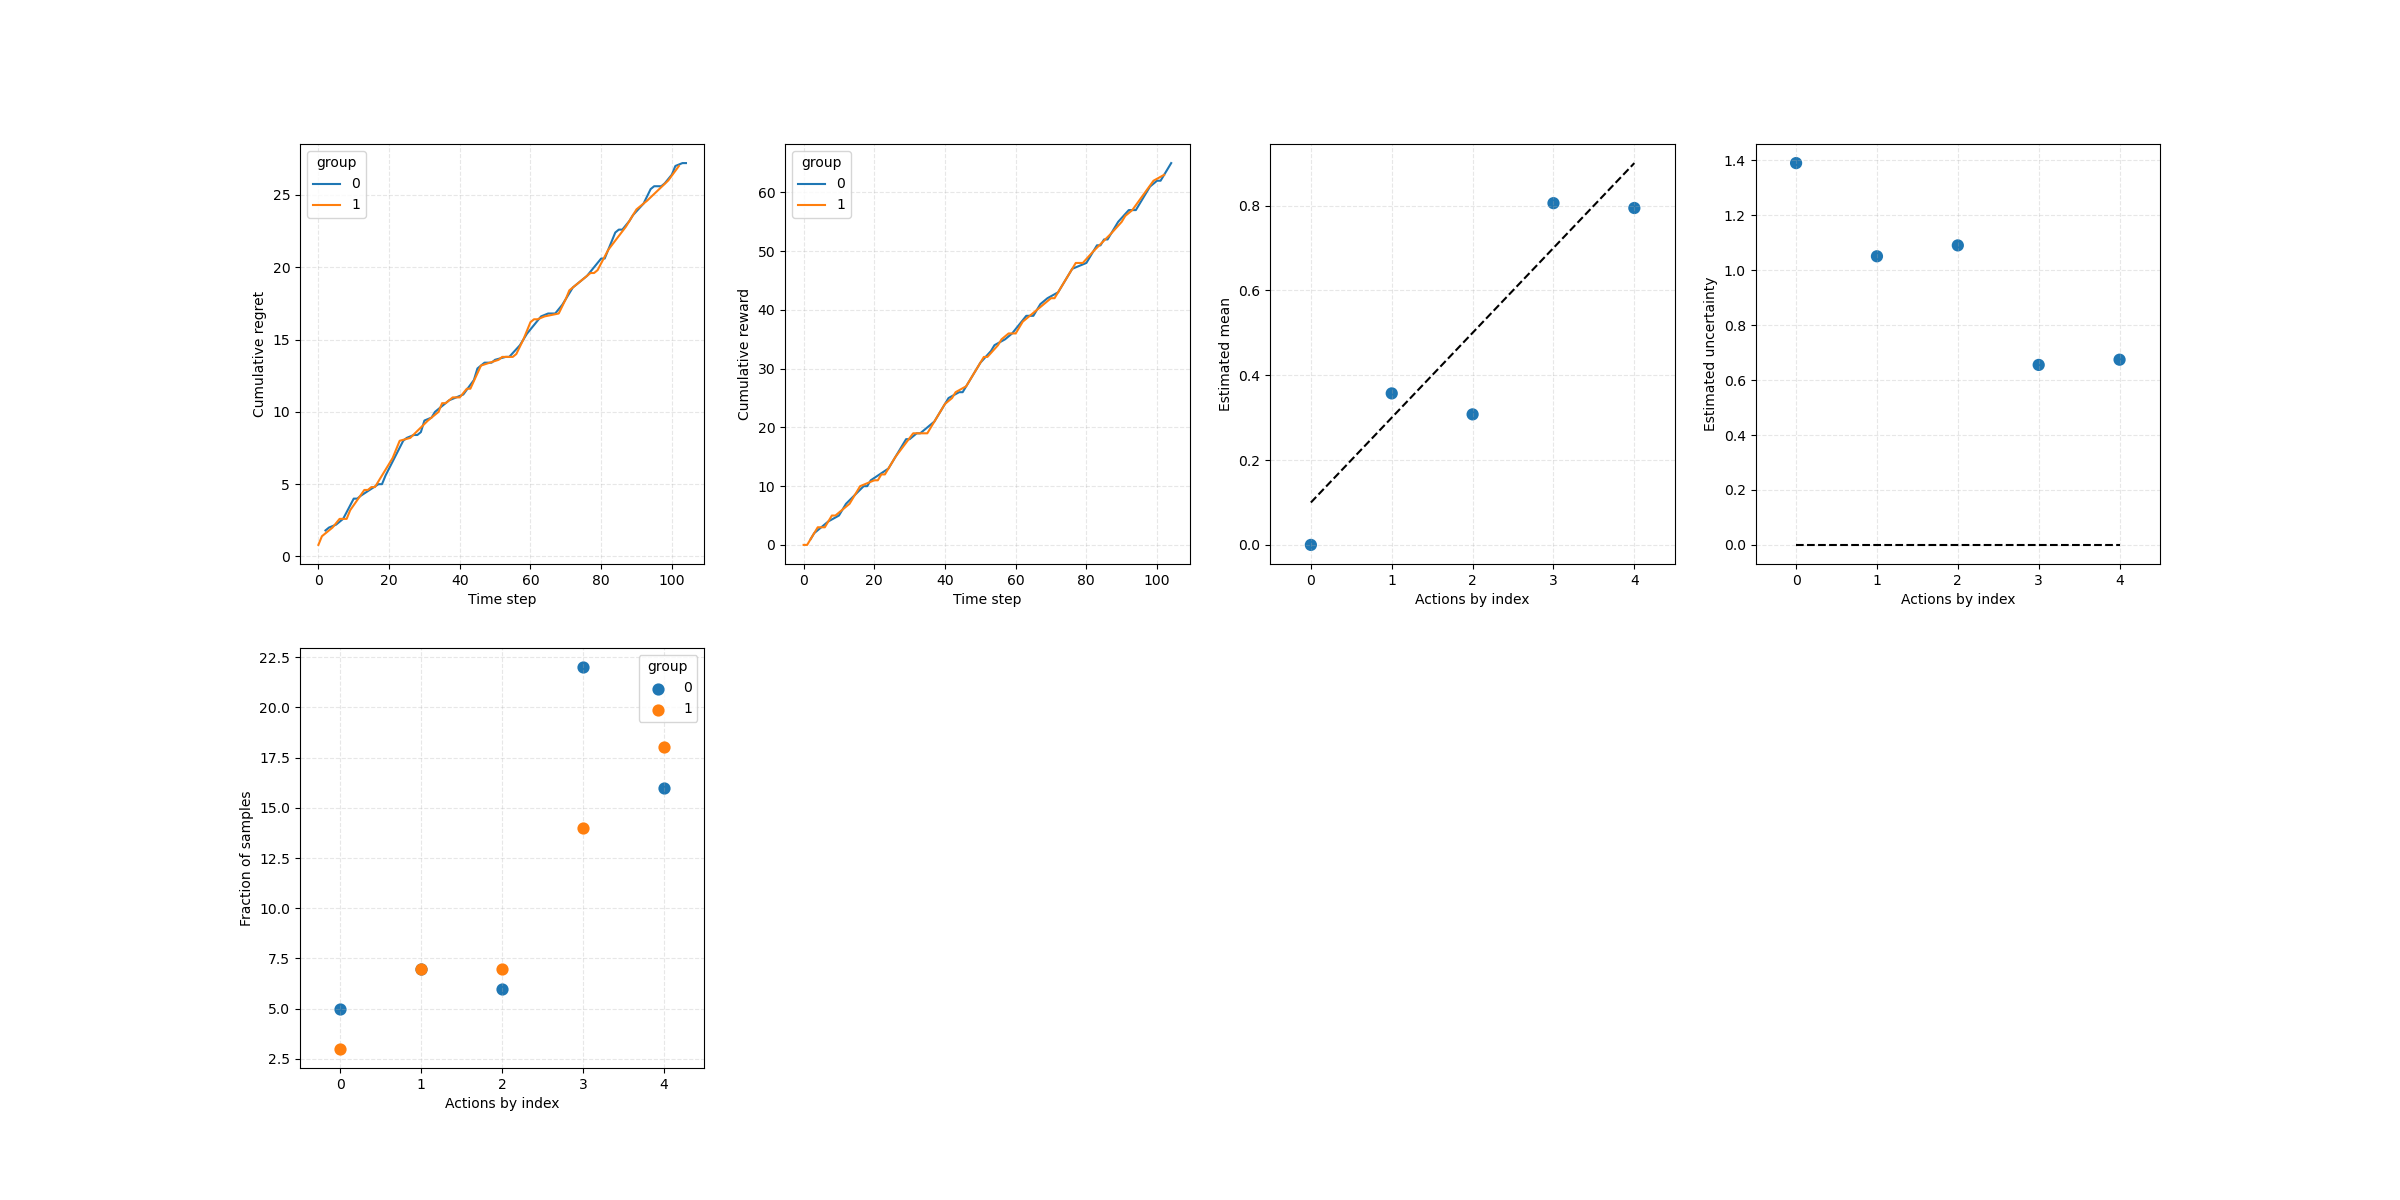 group
0
1
25
20
15
10
5
0
Cumulative regret
0 20 40 60 80 100
Time step
group
0
1
60
50
40
30
20
10
0
Cumulative reward
0 20 40 60 80 100
Time step
0.8
0.6
0.4
0.2
0.0
Estimated mean
0 1 2 3 4
Actions by index
1.4
1.2
1.0
0.8
0.6
0.4
0.2
0.0
Estimated uncertainty
0 1 2 3 4
Actions by index
group
0
1
22.5
20.0
17.5
15.0
12.5
10.0
7.5
5.0
2.5
Fraction of samples
0 1 2 3 4
Actions by index